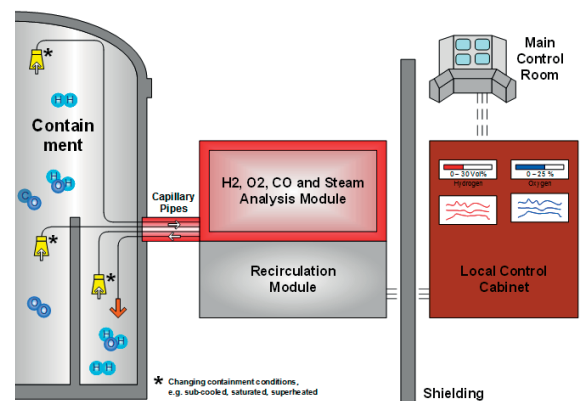 *
Main
Control
Room
H H
Contain
ment
H2, O2, CO and Steam
Analysis Module
0 – 30 Vol%
Hydrogen
0 – 25 %
Oxygen
Capillary
Pipes
*
*
Recirculation
Module
Local Control
Cabinet
O O
H H
O
H H
* Changing containment conditions,
e.g. sub-cooled, saturated, superheated
Shielding